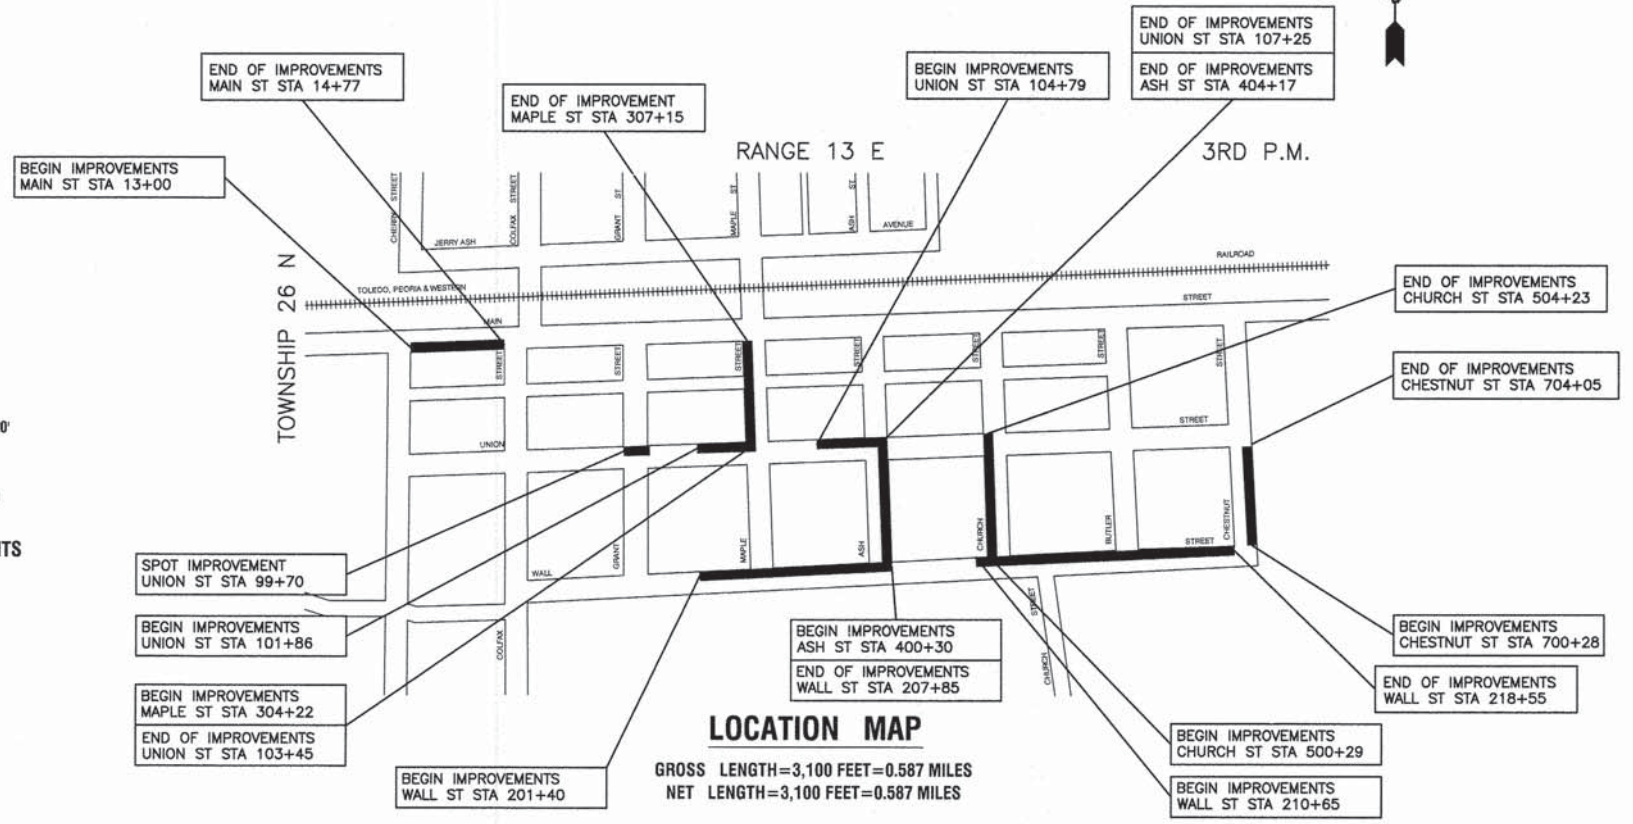 END OF IMPROVEMENTS
UNION ST STA 107+25
END OF IMPROVEMENTS
ASH ST STA 404+17
END OF IMPROVEMENTS
MAIN ST STA 14+77
BEGIN IMPROVEMENTS
UNION ST STA 104+79
END OF IMPROVEMENT
MAPLE ST STA 307+15
RANGE 13 E
3RD P.M.
BEGIN IMPROVEMENTS
MAIN ST STA 13+00
CHERRY STREET
COLFAX STREET
GRANT ST
MAPLE ST
ASH ST
JERRY ASH
AVENUE
TOWNSHIP 26 N
TOLEDO, PEORIA & WESTERN
RAILROAD
MAIN
STREET
END OF IMPROVEMENTS
CHURCH ST STA 504+23
STREET
STREET
STREET
STREET
STREET
STREET
STREET
END OF IMPROVEMENTS
CHESTNUT ST STA 704+05
0'
UNION
STREET
TS
GRANT
MAPLE
ASH
CHURCH
BUTLER
CHESTNUT
WALL
STREET
SPOT IMPROVEMENT
UNION ST STA 99+70
BEGIN IMPROVEMENTS
UNION ST STA 101+86
COLFAX
CHURCH STREET
BEGIN IMPROVEMENTS
ASH ST STA 400+30
END OF IMPROVEMENTS
WALL ST STA 207+85
BEGIN IMPROVEMENTS
CHESTNUT ST STA 700+28
END OF IMPROVEMENTS
WALL ST STA 218+55
BEGIN IMPROVEMENTS
MAPLE ST STA 304+22
END OF IMPROVEMENTS
UNION ST STA 103+45
BEGIN IMPROVEMENTS
WALL ST STA 201+40
LOCATION MAP
GROSS LENGTH=3,100 FEET=0.587 MILES
NET LENGTH=3,100 FEET=0.587 MILES
BEGIN IMPROVEMENTS
CHURCH ST STA 500+29
BEGIN IMPROVEMENTS
WALL ST STA 210+65